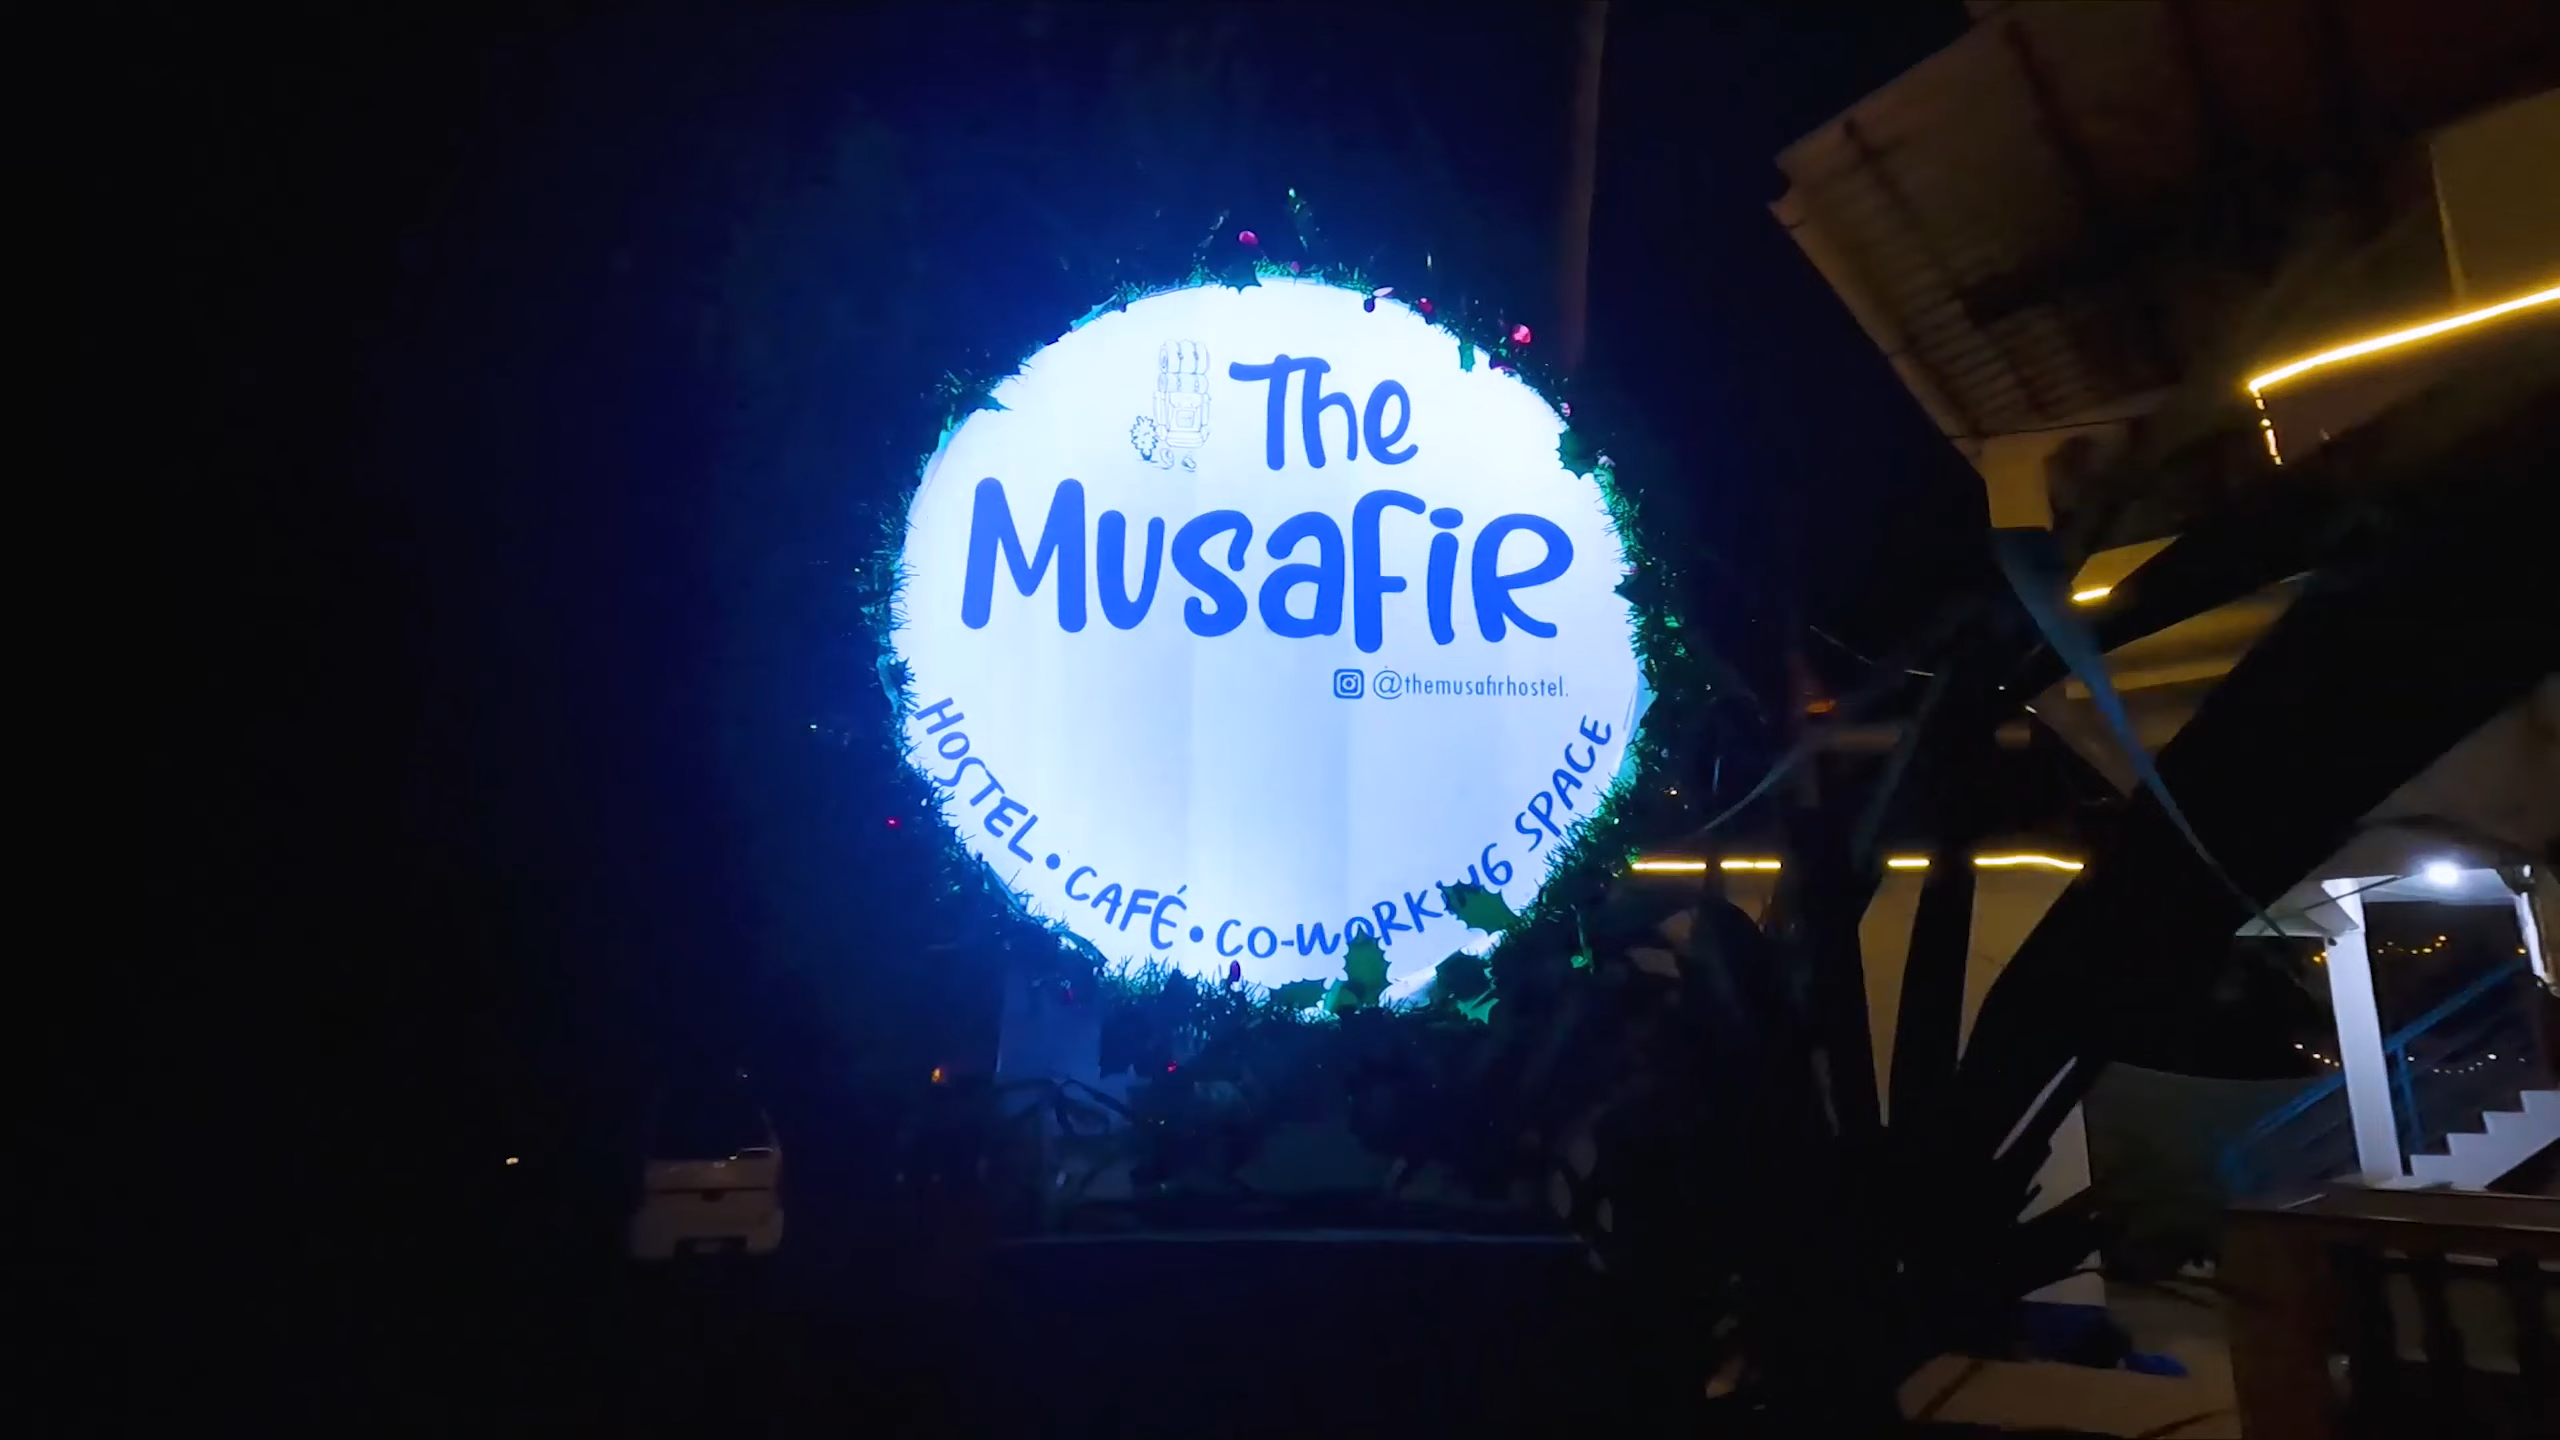 The
Musafir
@themusafirhostel.
HOSTEL • CAFÉ • CO-WORKING SPACE